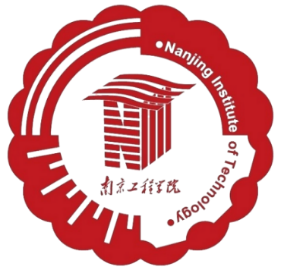 •Nanjing Institute of Technology•
南京工程学院